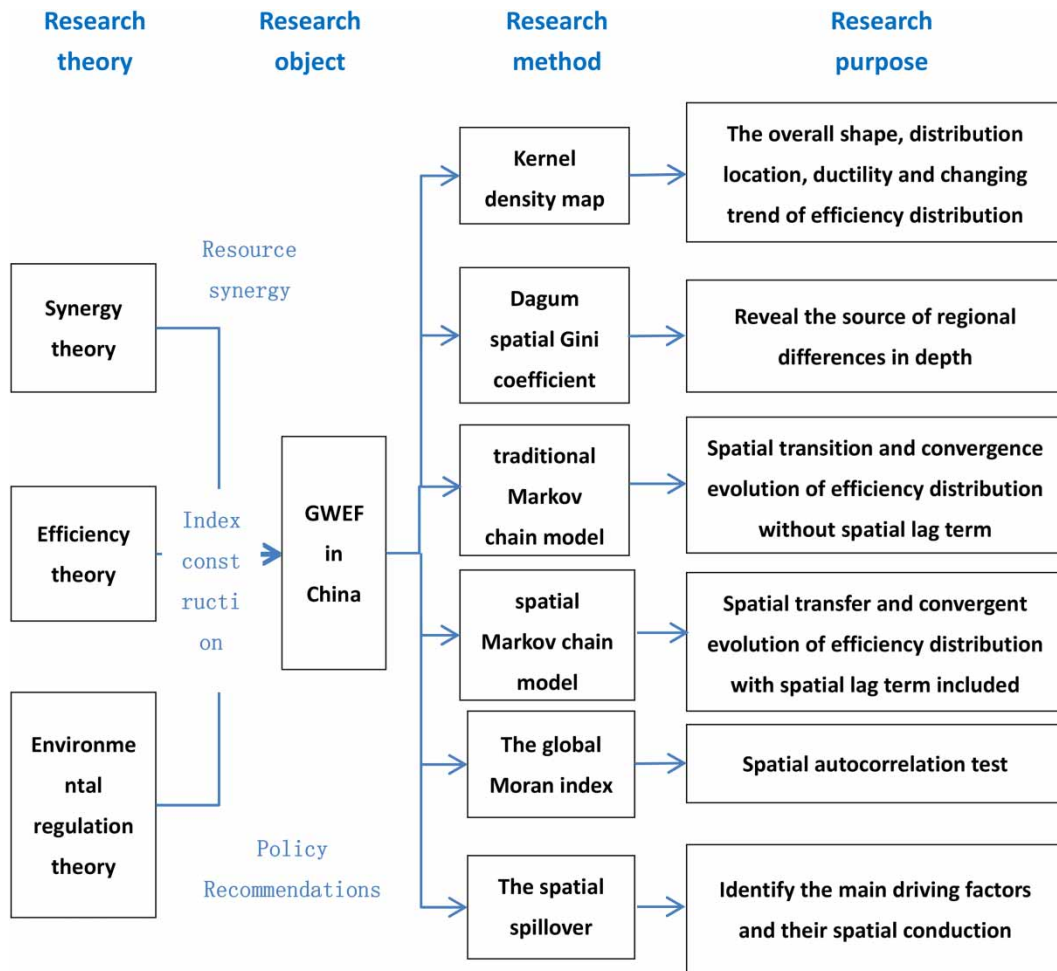 Research
theory
Research
object
Research
method
Research
purpose
Synergy
theory
Efficiency
theory
Environme
ntal
regulation
theory
Resource
synergy
Index
const
ructi
on
Policy
Recommendations
GWEF
in
China
Kernel
density map
Dagum
spatial Gini
coefficient
traditional
Markov
chain model
spatial
Markov chain
model
The global
Moran index
The spatial
spillover
The overall shape, distribution
location, ductility and changing
trend of efficiency distribution
Reveal the source of regional
differences in depth
Spatial transition and convergence
evolution of efficiency distribution
without spatial lag term
Spatial transfer and convergent
evolution of efficiency distribution
with spatial lag term included
Spatial autocorrelation test
Identify the main driving factors
and their spatial conduction